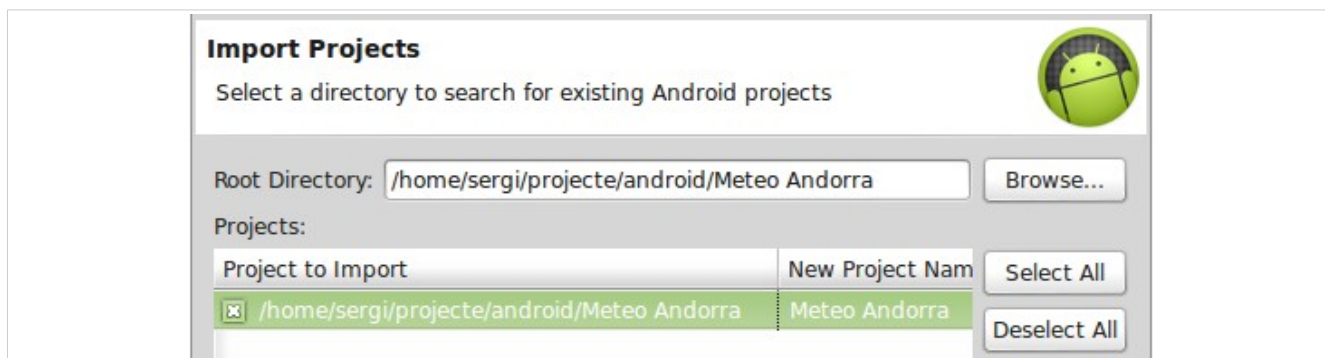 Import Projects
Select a directory to search for existing Android projects
Root Directory: /home/sergi/projecte/android/Meteo Andorra Browse...
Projects:
Project to Import New Project Nam Select All
/home/sergi/projecte/android/Meteo Andorra Meteo Andorra
Deselect All